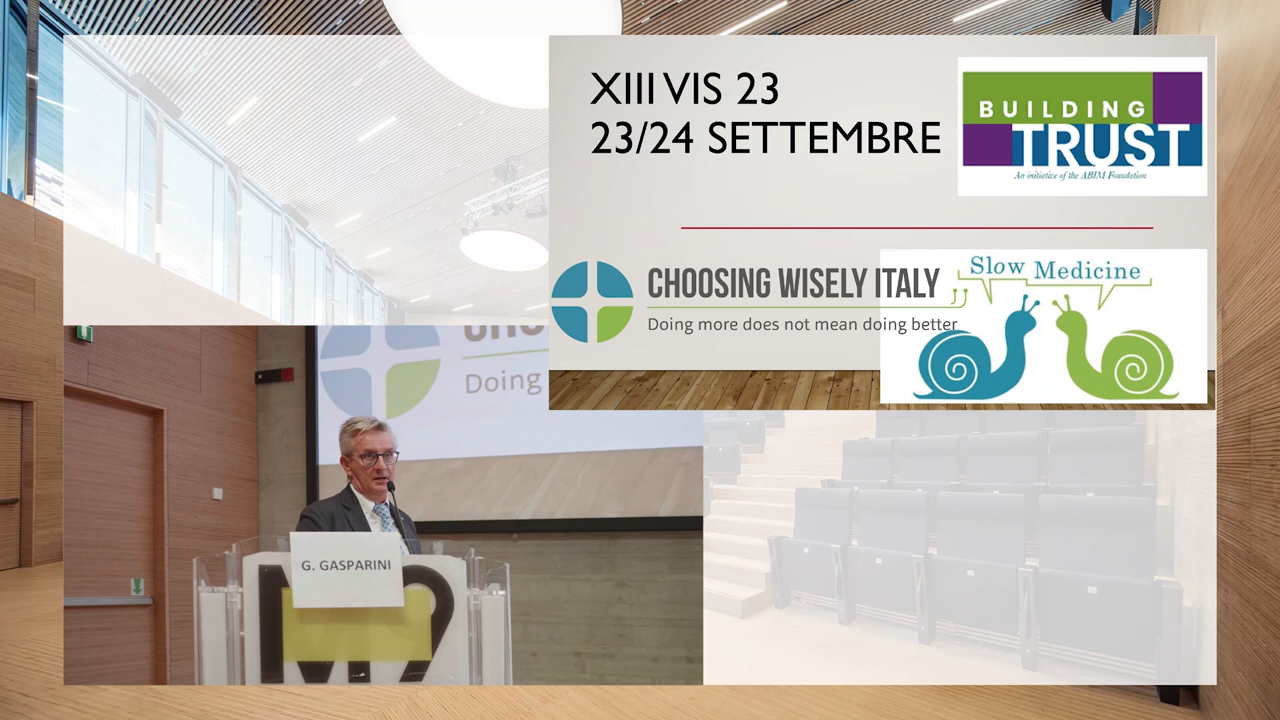 XIII VIS 23
23/24 SETTEMBRE
BUILDING
TRUST
An initiative of the ABIM Foundation
CHOOSING WISELY ITALY
Doing more does not mean doing better
Slow Medicine
Doing
G. GASPARINI
M9